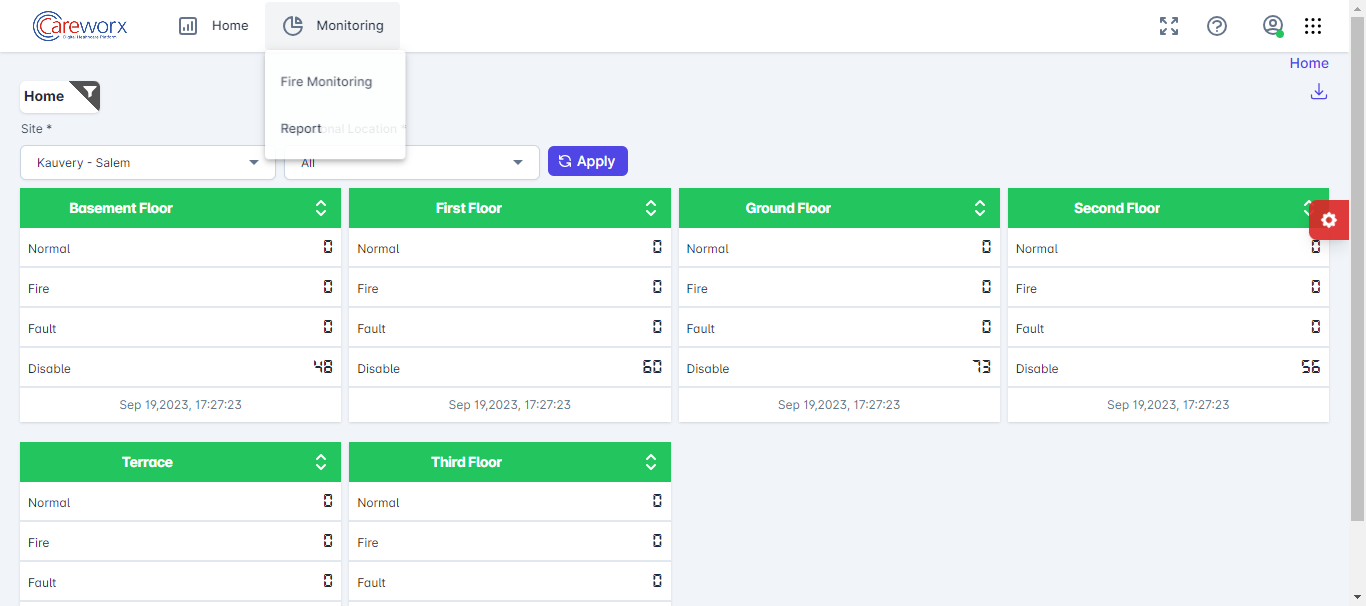 Careworx
Digital Healthcare Platform
Home
Monitoring
Home
Fire Monitoring
Report
Home
Site *
onal Location *
Kauvery - Salem
All
Apply
Basement Floor
First Floor
Ground Floor
Second Floor
Normal 0
Normal 0
Normal 0
Normal 0
Fire 0
Fire 0
Fire 0
Fire 0
Fault 0
Fault 0
Fault 0
Fault 0
Disable 48
Disable 60
Disable 73
Disable 56
Sep 19,2023, 17:27:23
Sep 19,2023, 17:27:23
Sep 19,2023, 17:27:23
Sep 19,2023, 17:27:23
Terrace
Third Floor
Normal 0
Normal 0
Fire 0
Fire 0
Fault 0
Fault 0